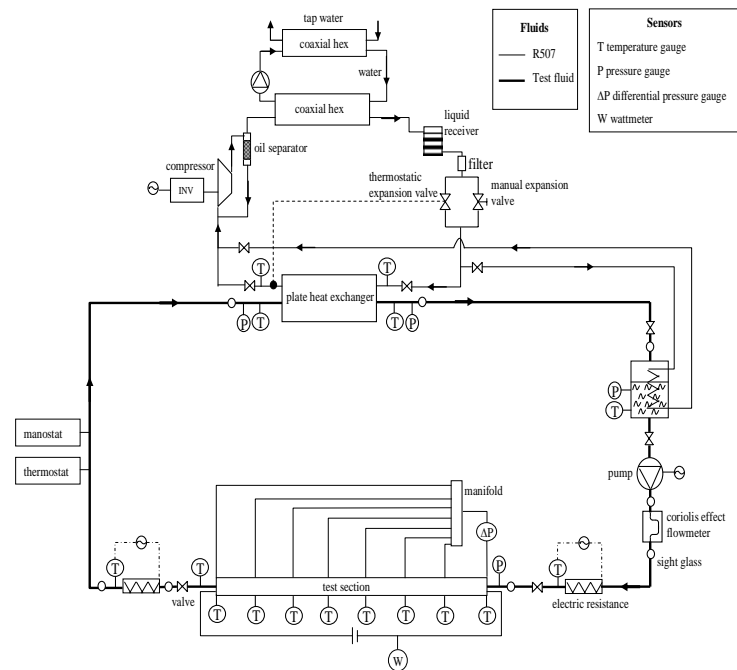 tap water
coaxial hex
water
coaxial hex
liquid
receiver
oil separator
filter
compressor
INV
thermostatic
expansion valve
manual expansion
valve
Fluids
R507
Test fluid
Sensors
T temperature gauge
P pressure gauge
ΔP differential pressure gauge
W wattmeter
T
T
plate heat exchanger
P
T
T
P
P
T
manostat
thermostat
pump
manifold
coriolis effect
flowmeter
ΔP
sight glass
T
T
P
T
valve
test section
electric resistance
T
T
T
T
T
T
T
T
W